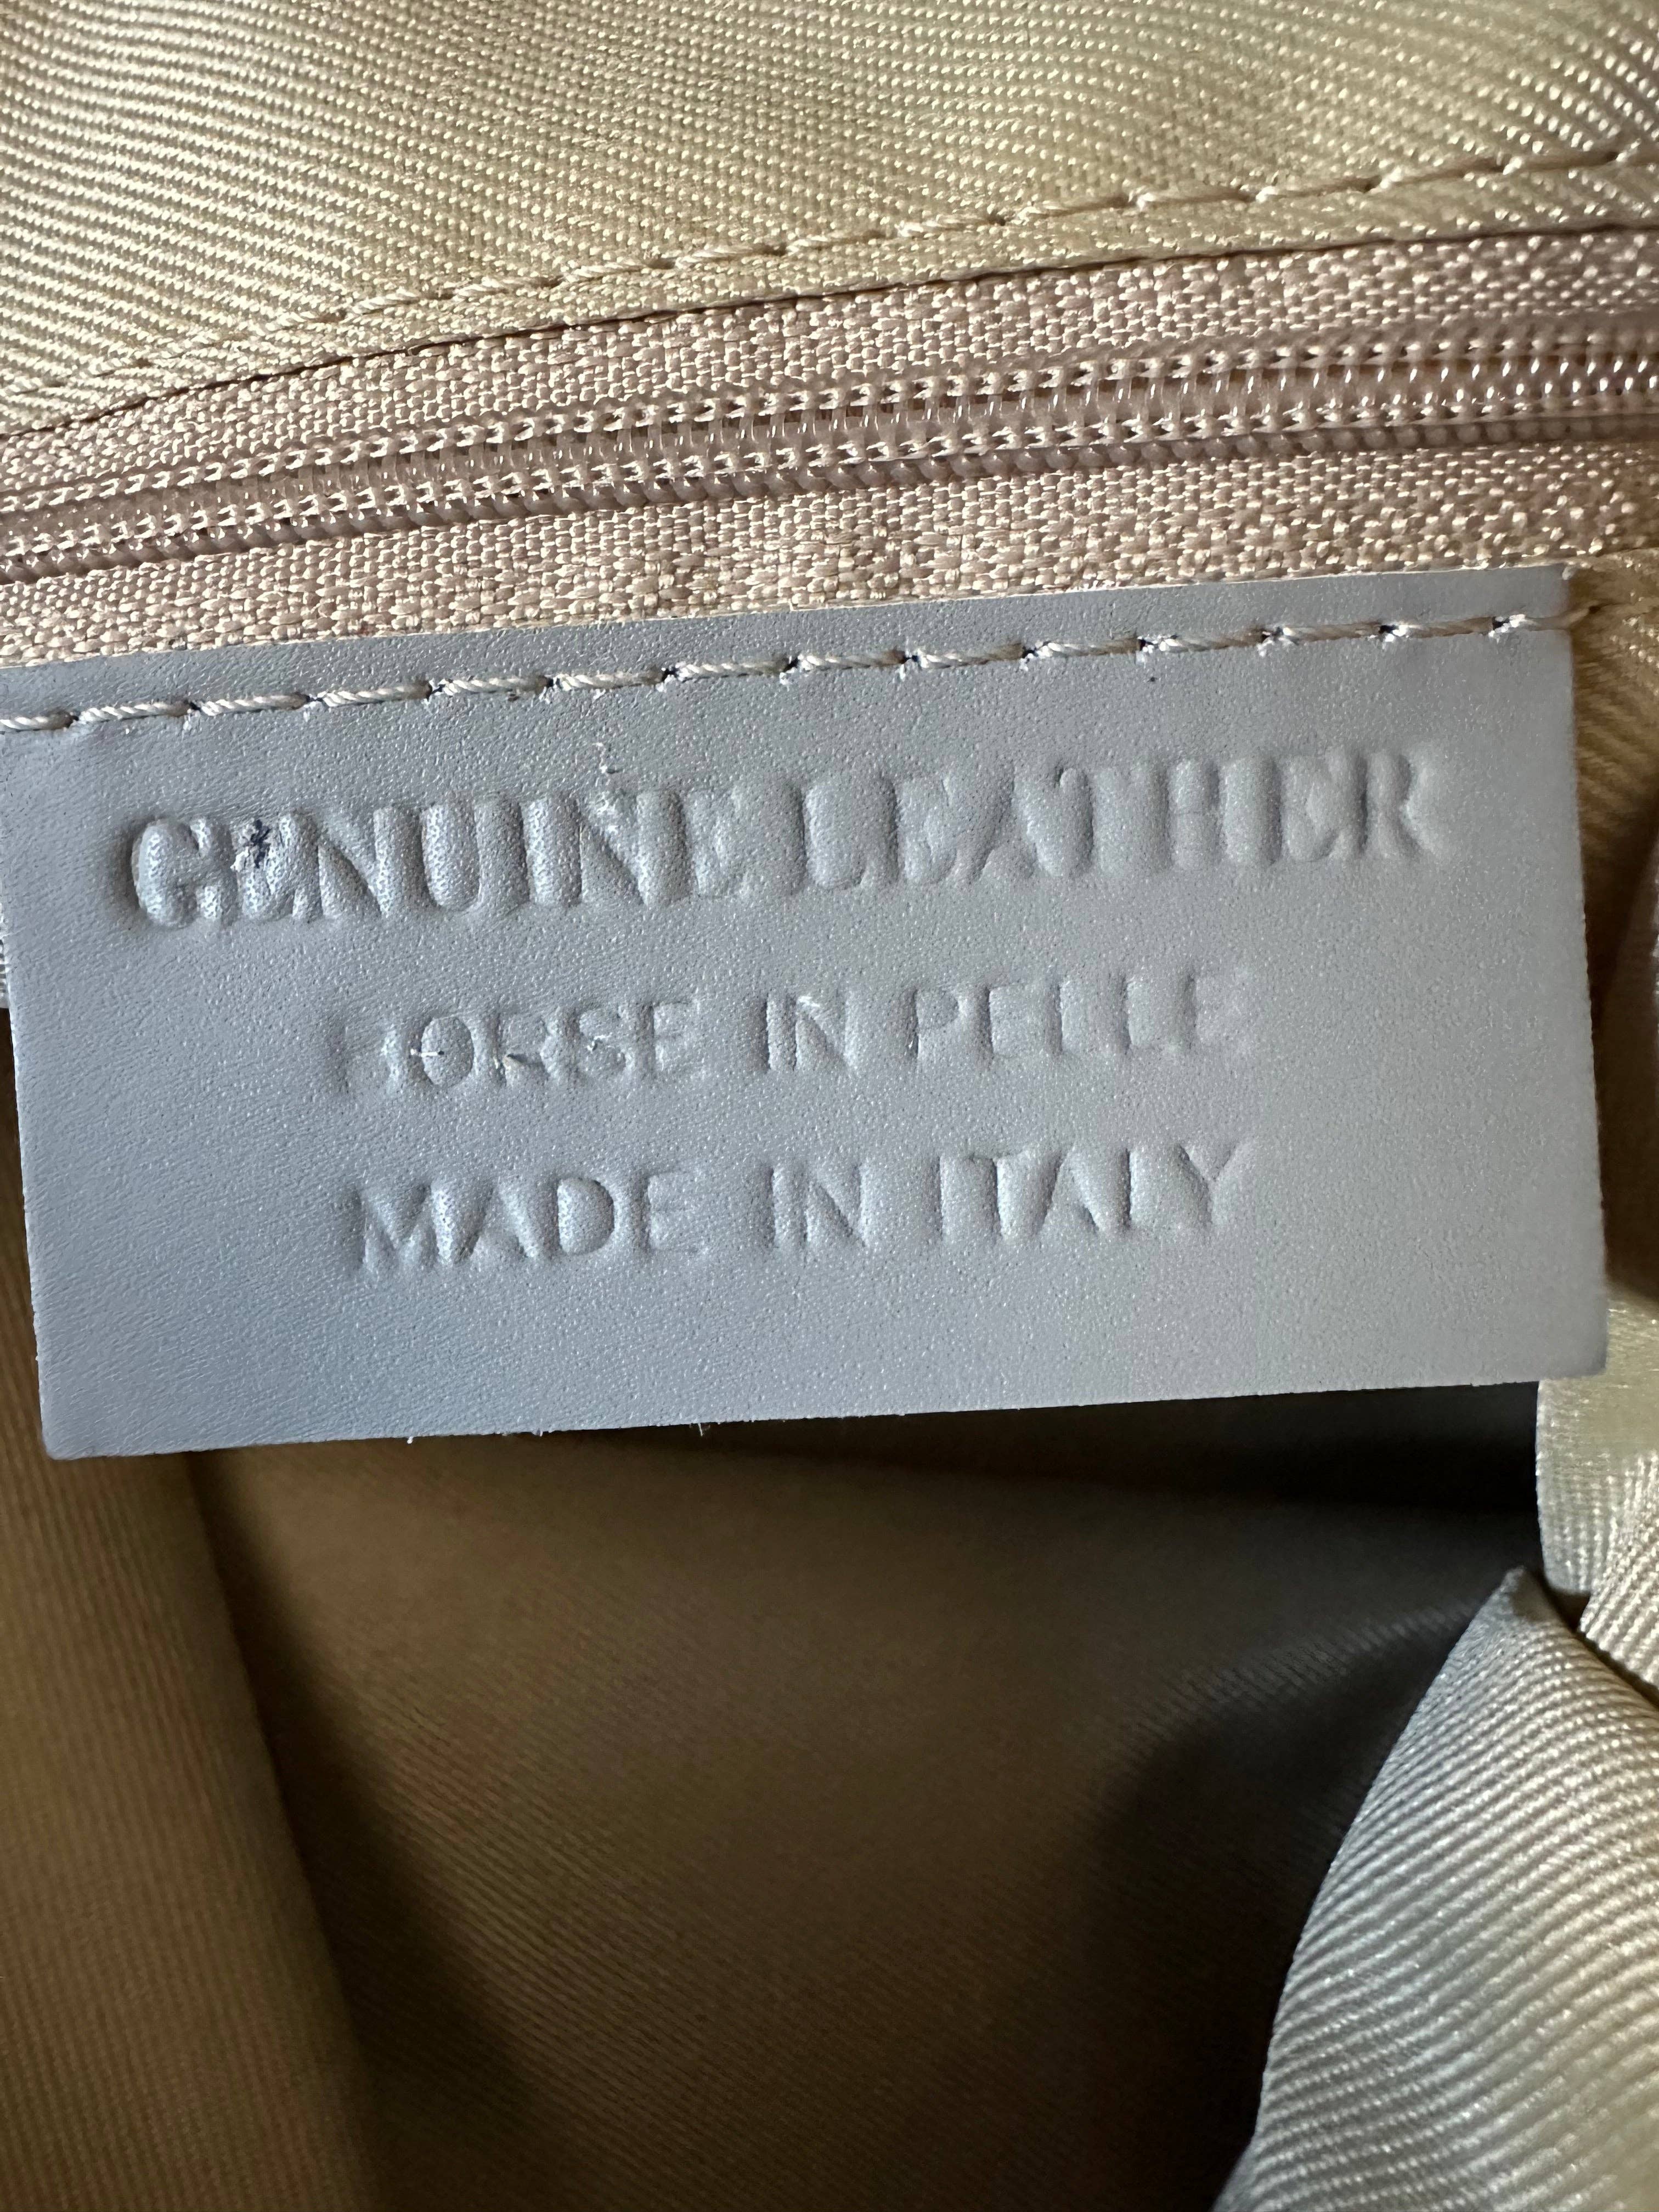 GENUINE LEATHER
BORSE IN PELLE
MADE IN ITALY